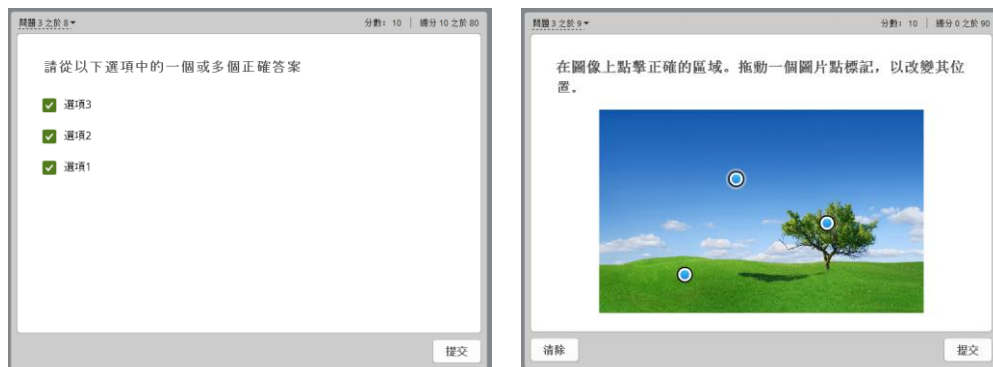 問題 3 之於 8
分數: 10 | 總分 10 之於 80
請從以下選項中的一個或多個正確答案
選項3
選項2
選項1
提交
問題 3 之於 9
分數: 10 | 總分 0 之於 90
在圖像上點擊正確的區域。拖動一個圖片點標記, 以改變其位
置.
清除
提交